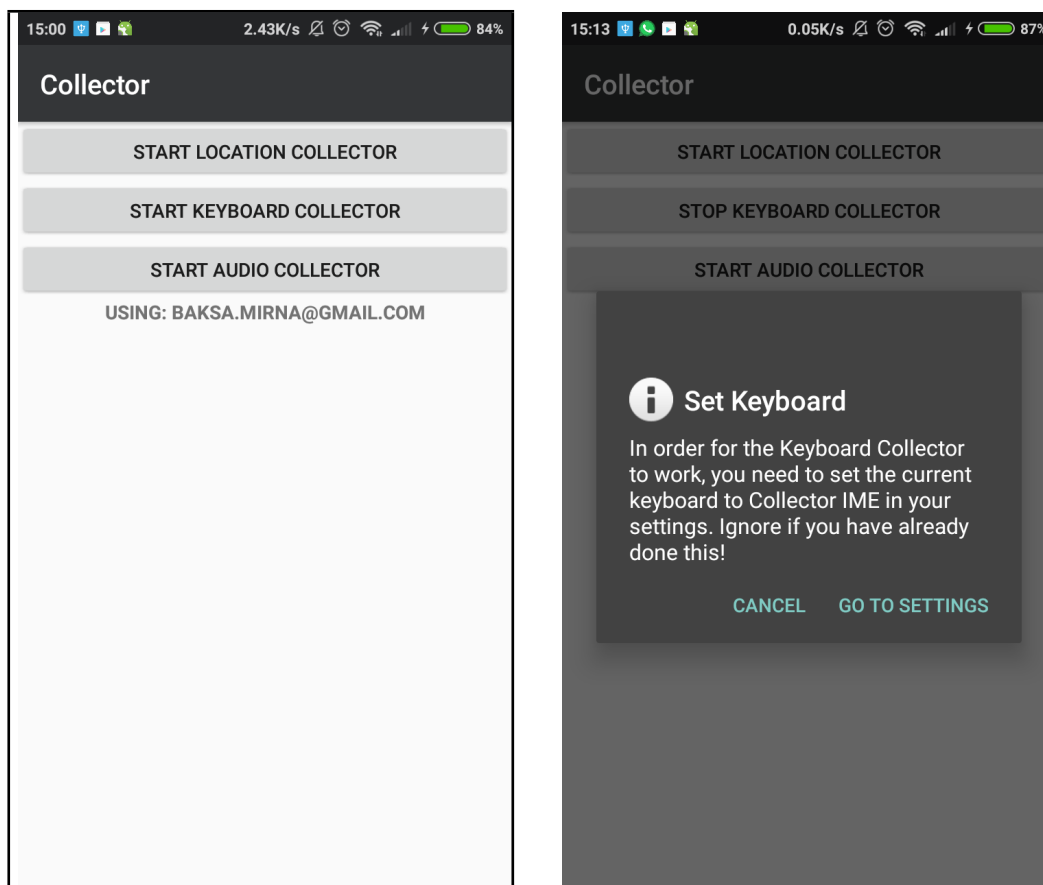 15:00 2.43K/s 84%
Collector
START LOCATION COLLECTOR
START KEYBOARD COLLECTOR
START AUDIO COLLECTOR
USING: BAKSA.MIRNA@GMAIL.COM
15:13 0.05K/s 87%
Collector
START LOCATION COLLECTOR
STOP KEYBOARD COLLECTOR
START AUDIO COLLECTOR
Set Keyboard
In order for the Keyboard Collector
to work, you need to set the current
keyboard to Collector IME in your
settings. Ignore if you have already
done this!
CANCEL GO TO SETTINGS